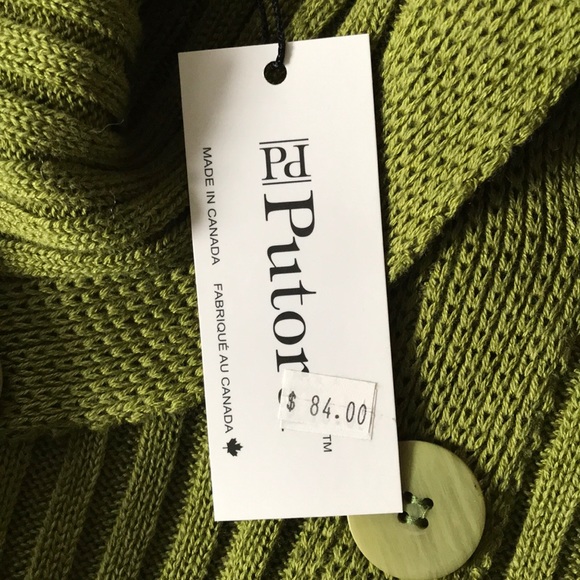 Pd
Putor
MADE IN CANADA FABRIQUÉ AU CANADA
$ 84.00
TM